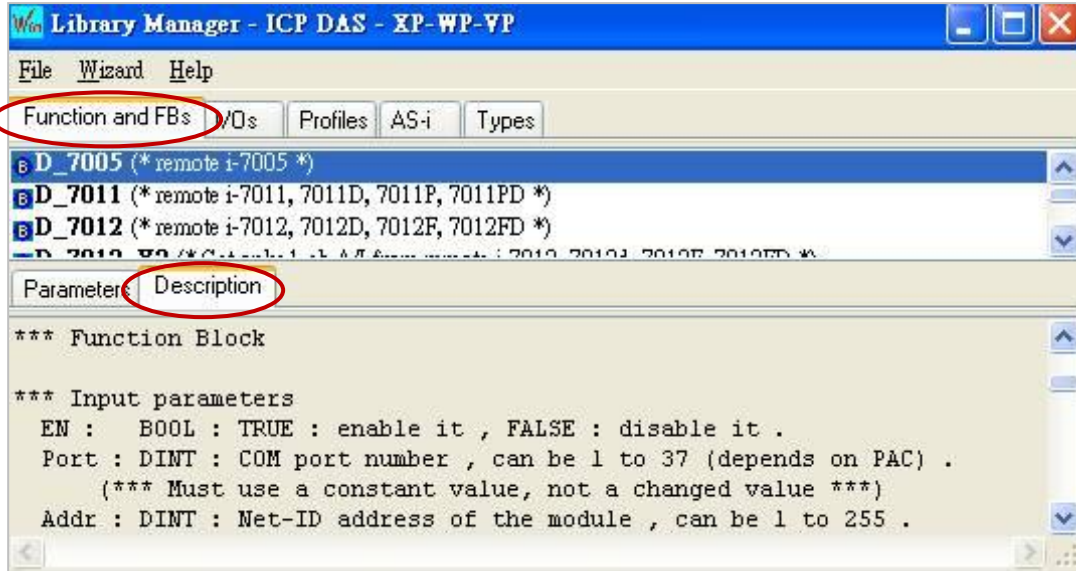 Win Library Manager - ICP DAS - XP-WP-VP
File Wizard Help
Function and FBs I/Os Profiles AS-i Types
B D_7005 (* remote i-7005 *)
B D_7011 (* remote i-7011, 7011D, 7011P, 7011PD *)
B D_7012 (* remote i-7012, 7012D, 7012F, 7012FD *)
Parameters Description
*** Function Block
*** Input parameters
EN : BOOL : TRUE : enable it , FALSE : disable it .
Port : DINT : COM port number , can be 1 to 37 (depends on PAC) .
(*** Must use a constant value, not a changed value ***)
Addr : DINT : Net-ID address of the module , can be 1 to 255 .